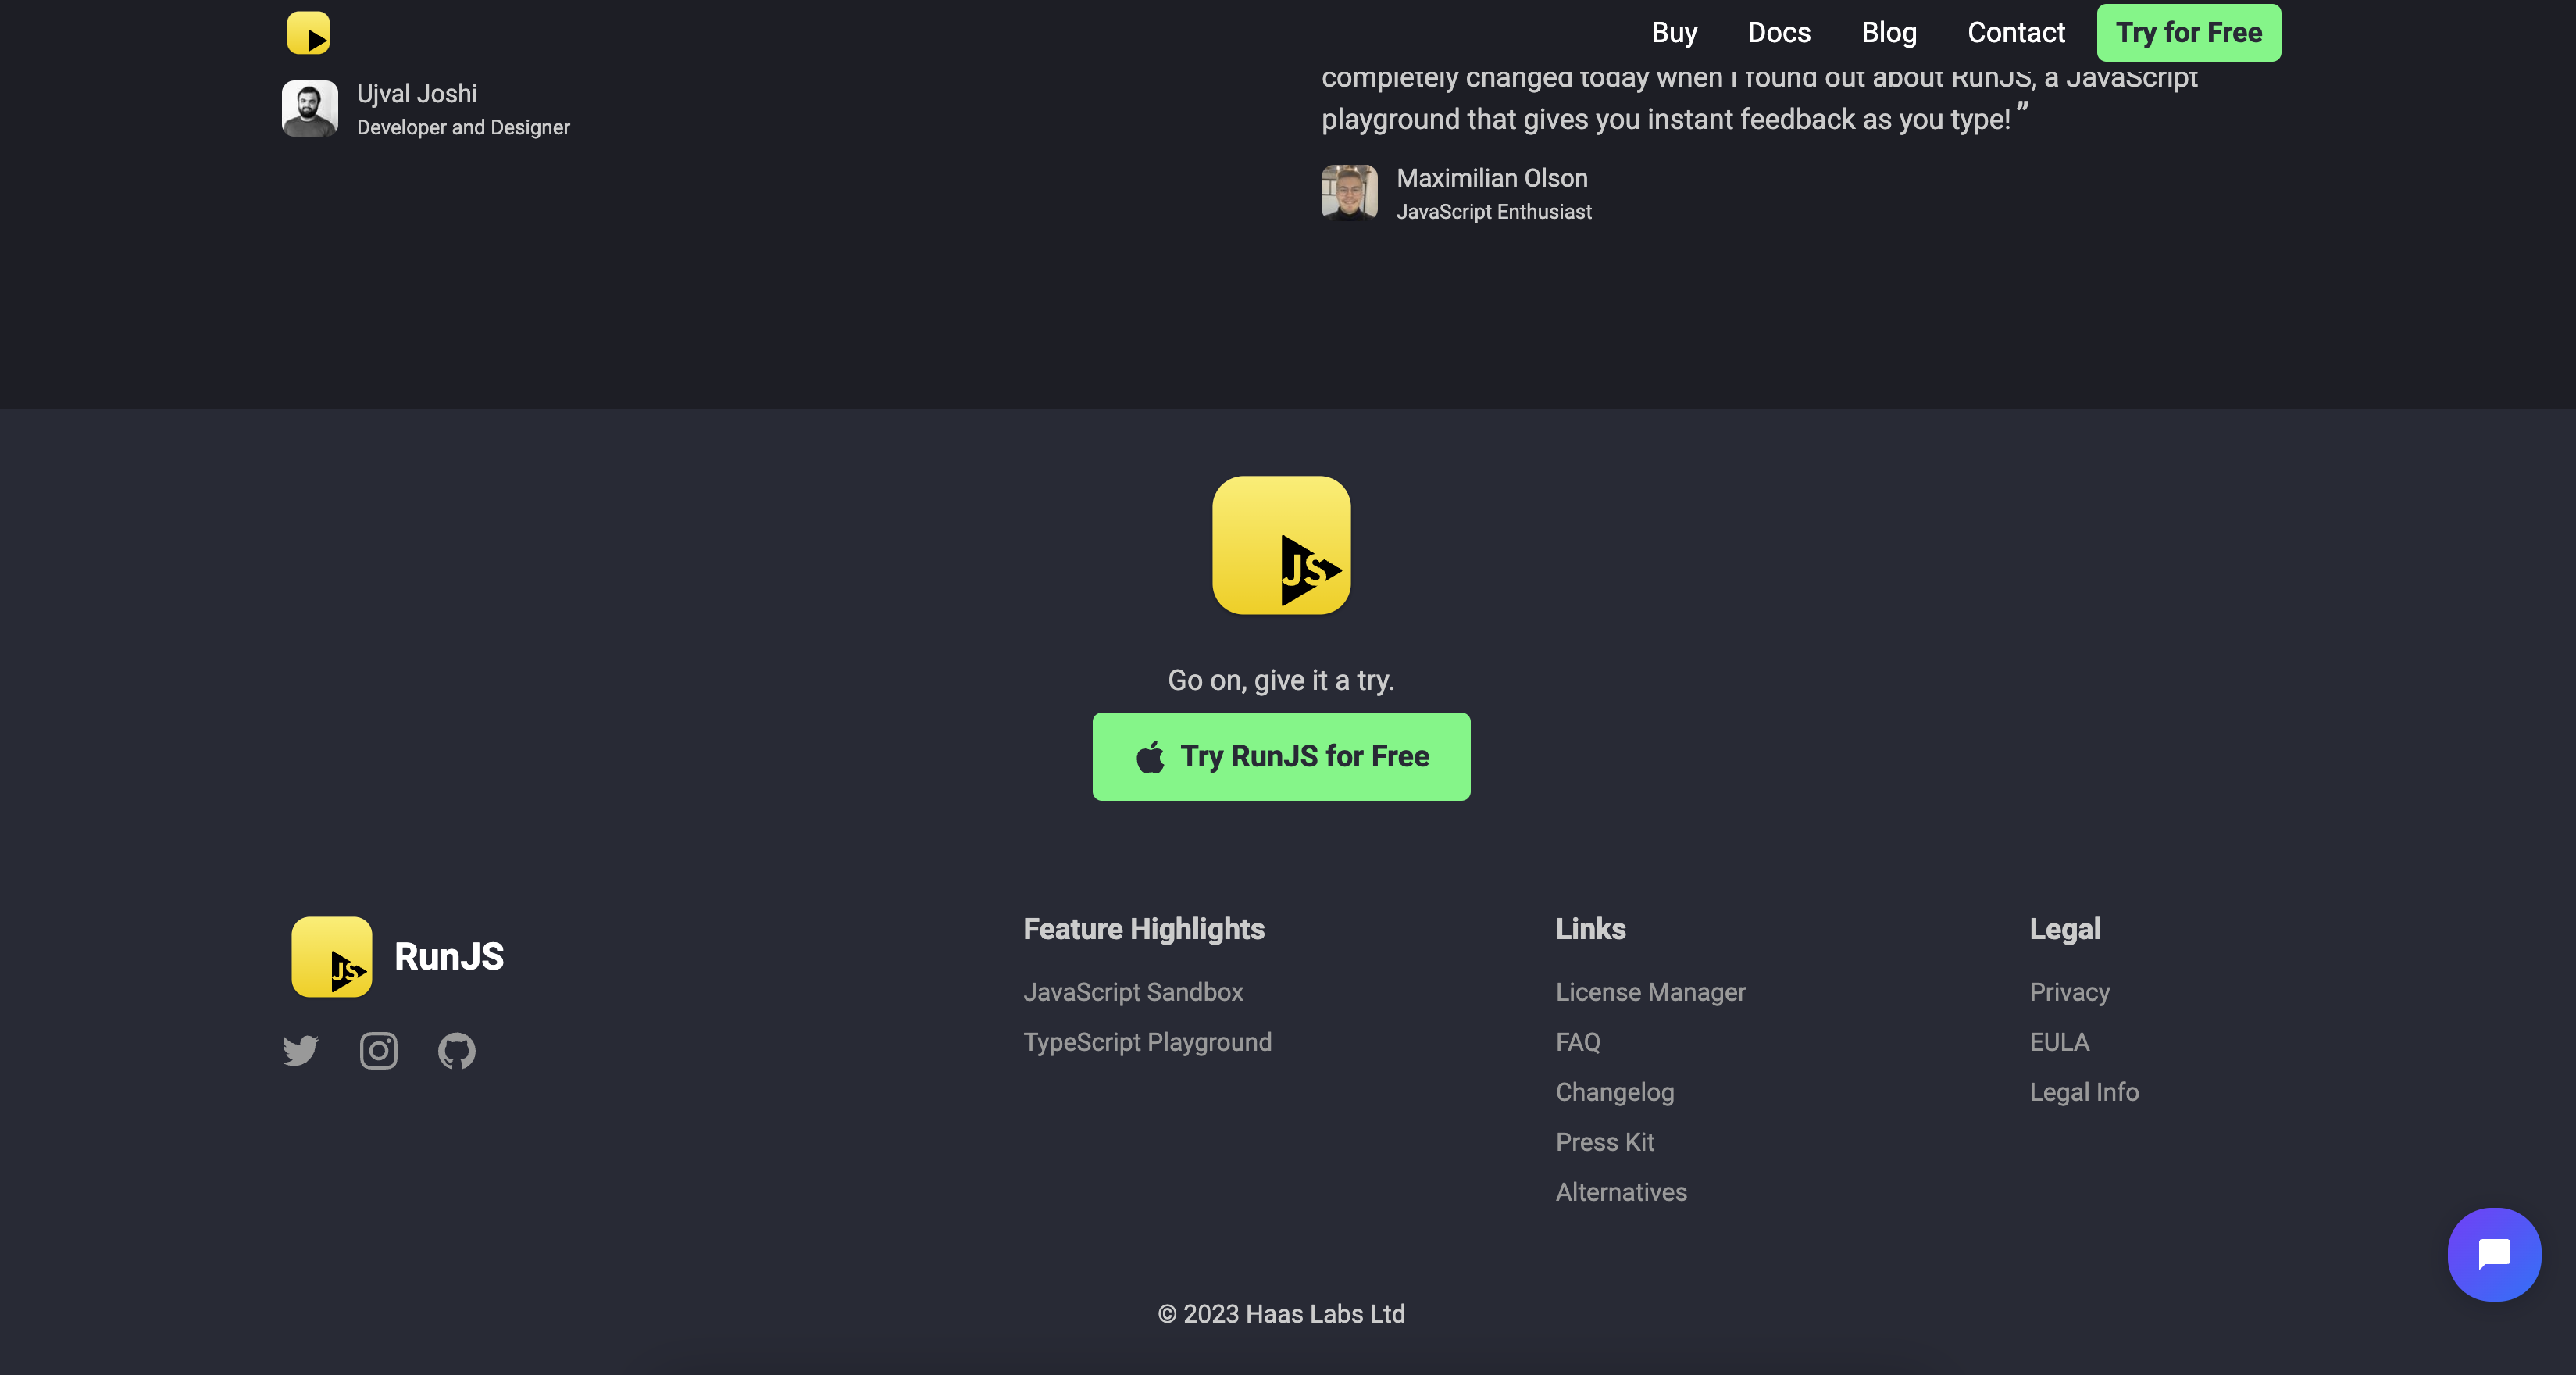 Buy Docs Blog Contact Try for Free
Ujval Joshi
Developer and Designer
completely changed today when I found out about RunJS, a JavaScript
playground that gives you instant feedback as you type! ”
Maximilian Olson
JavaScript Enthusiast
JS
Go on, give it a try.
Try RunJS for Free
JS
RunJS
Feature Highlights
JavaScript Sandbox
TypeScript Playground
Links
License Manager
FAQ
Changelog
Press Kit
Alternatives
Legal
Privacy
EULA
Legal Info
© 2023 Haas Labs Ltd